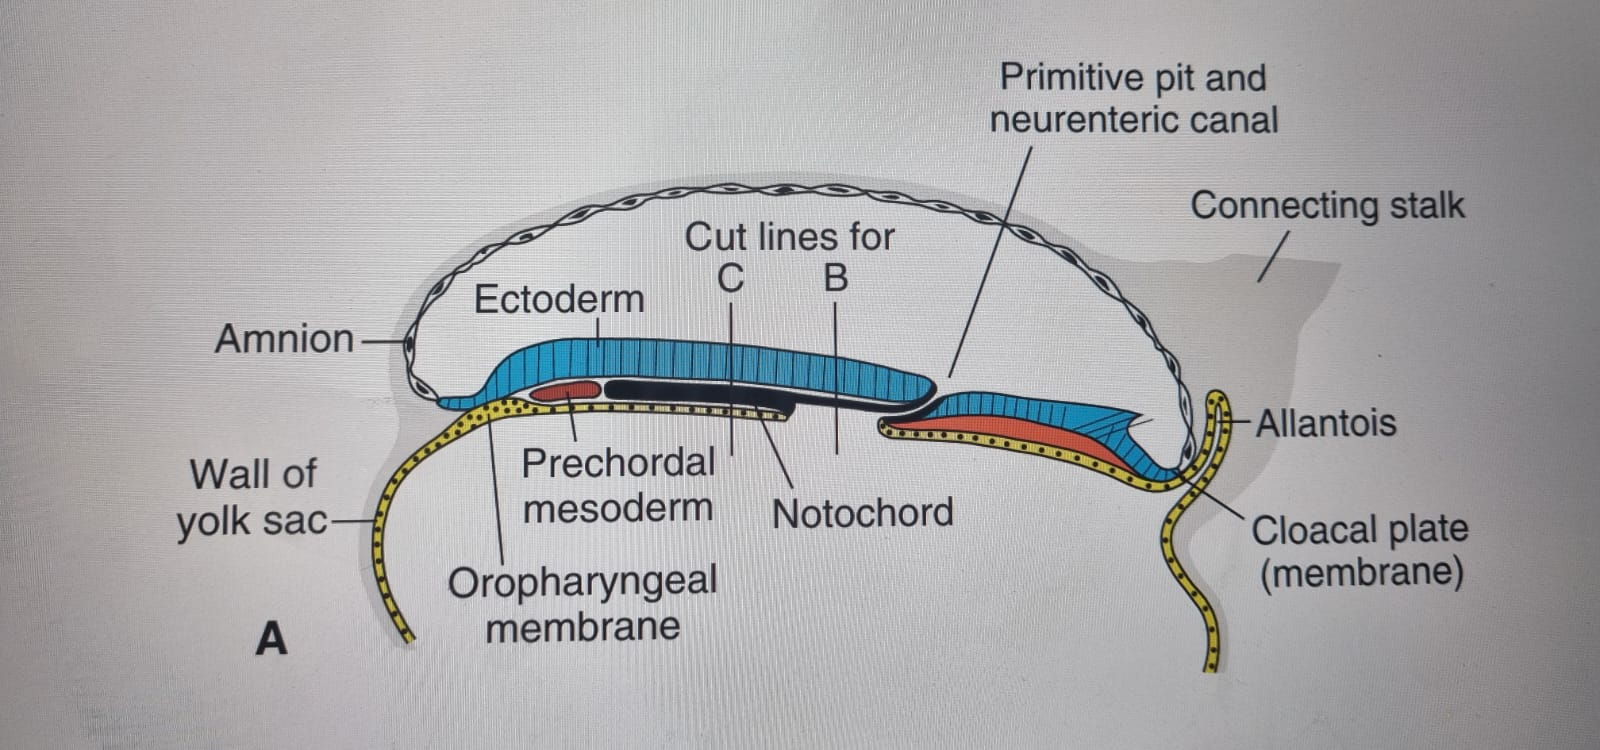 Primitive pit and
neurenteric canal
Connecting stalk
Cut lines for
C B
Ectoderm
Amnion
Allantois
Wall of
yolk sac
Prechordal
mesoderm
Notochord
Cloacal plate
(membrane)
Oropharyngeal
membrane
A